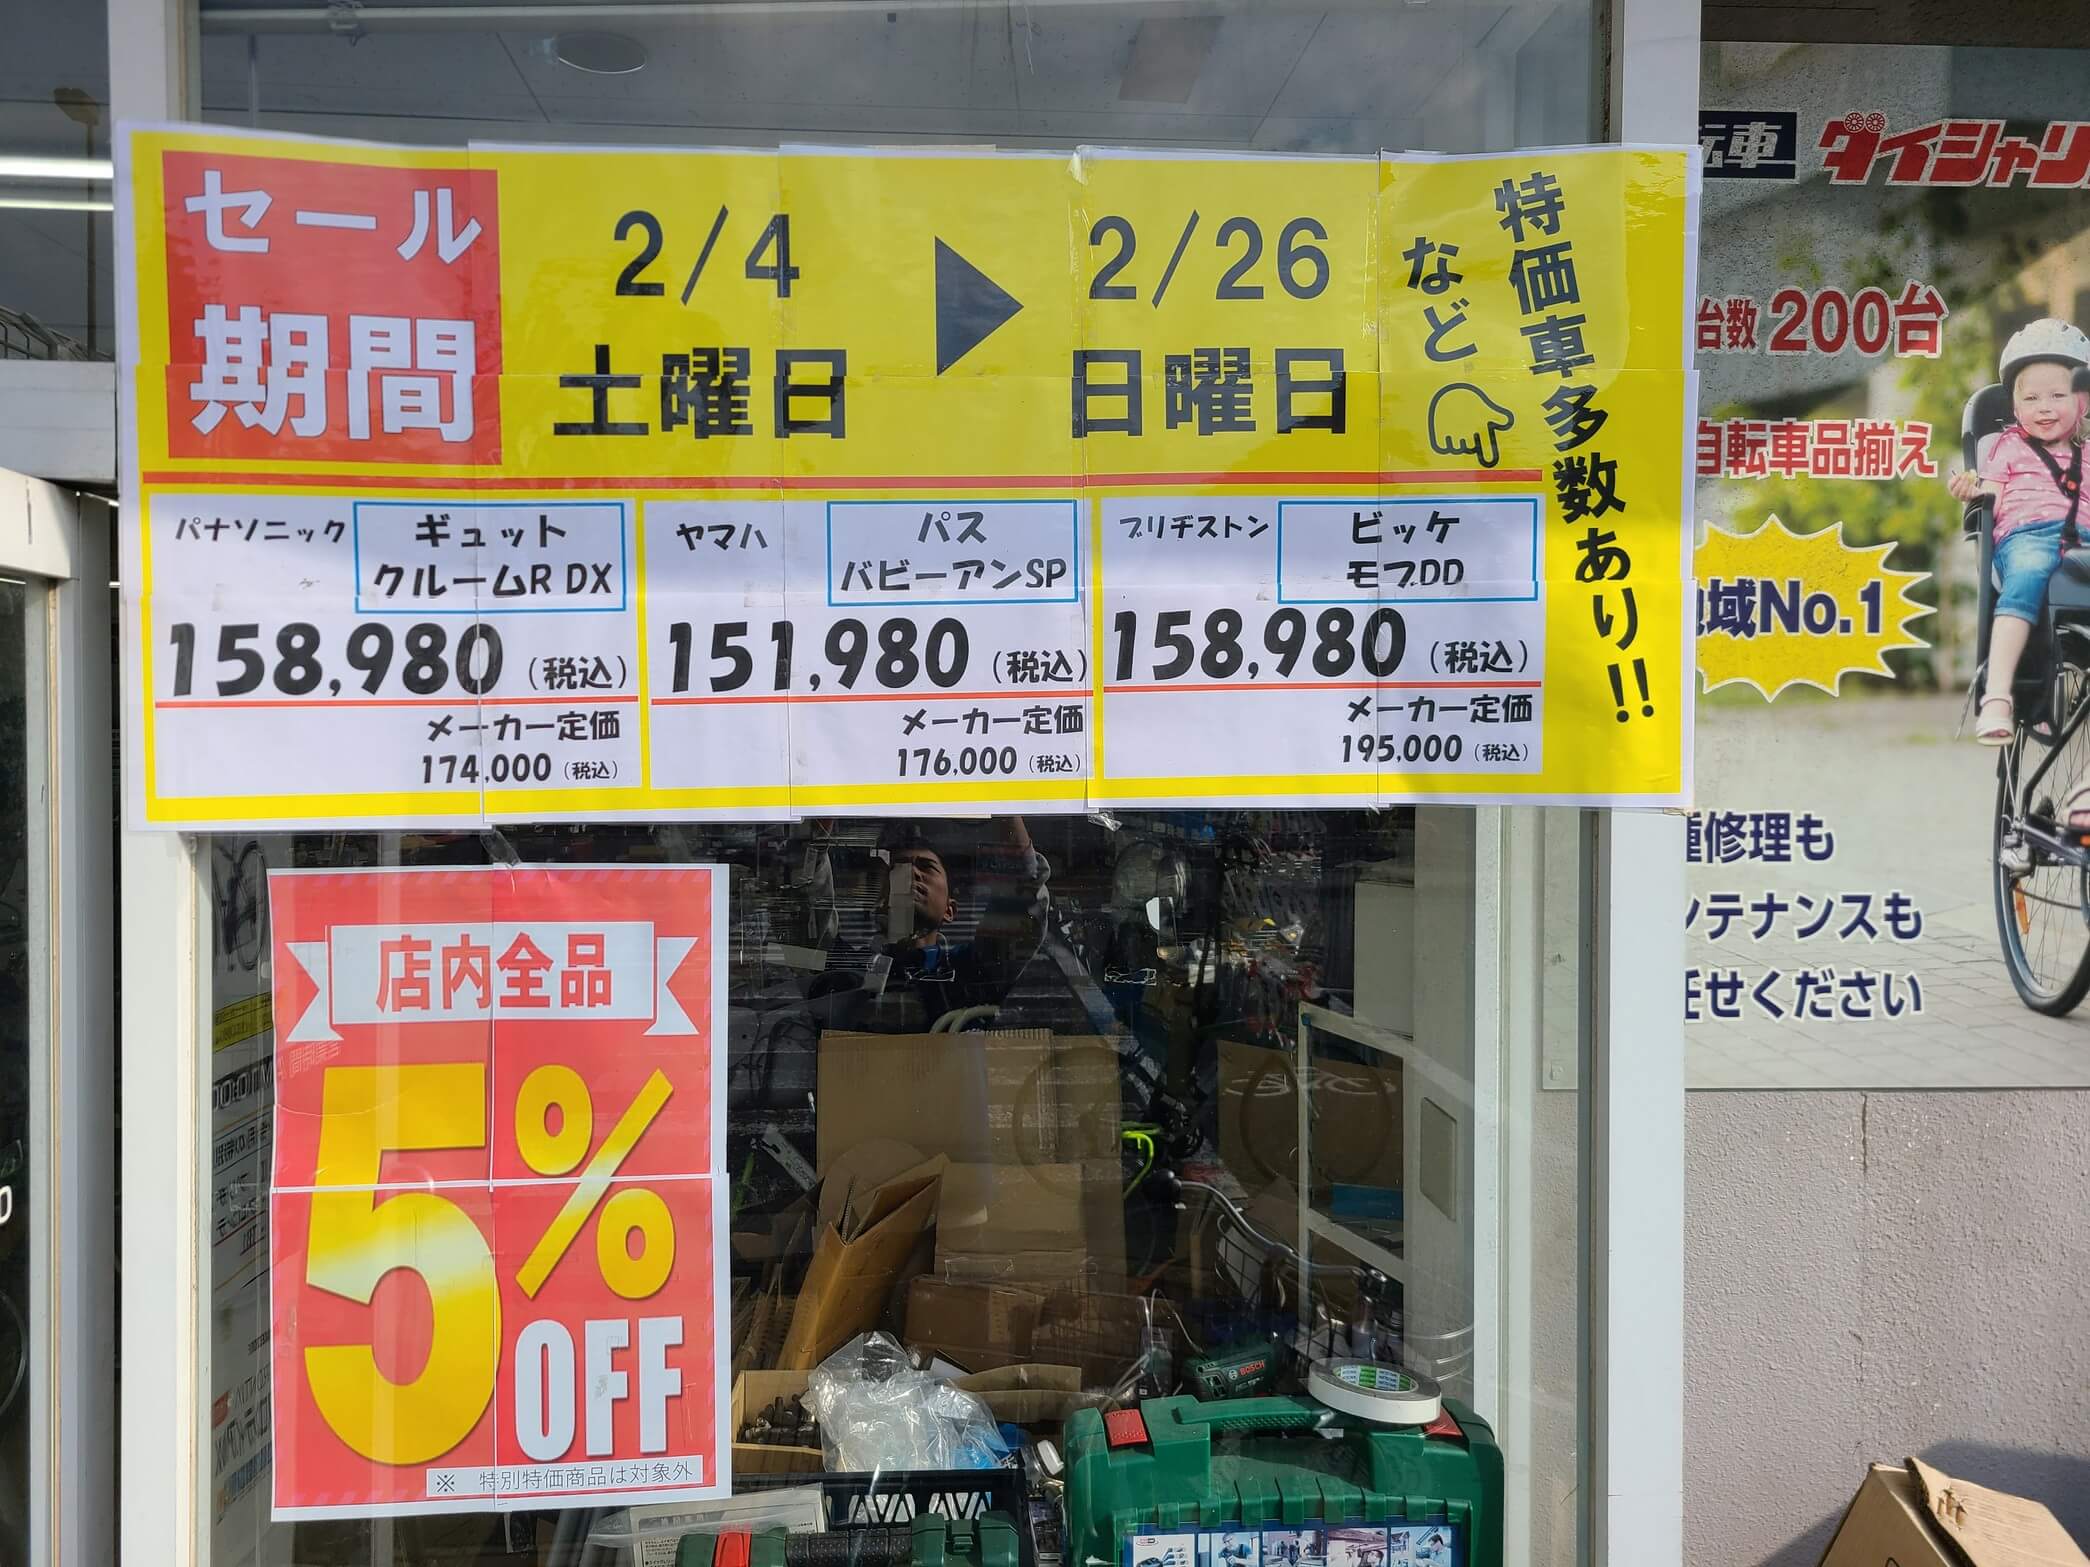 セール
期間
2/4
土曜日
▶
2/26
日曜日
など
特価車多数あり!!
パナソニック
ギュット
クルームR DX
158,980(税込)
メーカー定価
174,000(税込)
ヤマハ
パス
バビーアンSP
151,980(税込)
メーカー定価
176,000(税込)
ブリヂストン
ビッケ
モブDD
158,980(税込)
メーカー定価
195,000(税込)
店内全品
5%
OFF
※ 特別特価商品は対象外
転車
ダイシャリ
台数 200台
自転車品揃え
地域No.1
種修理も
ンテナンスも
任せください
BOSCH